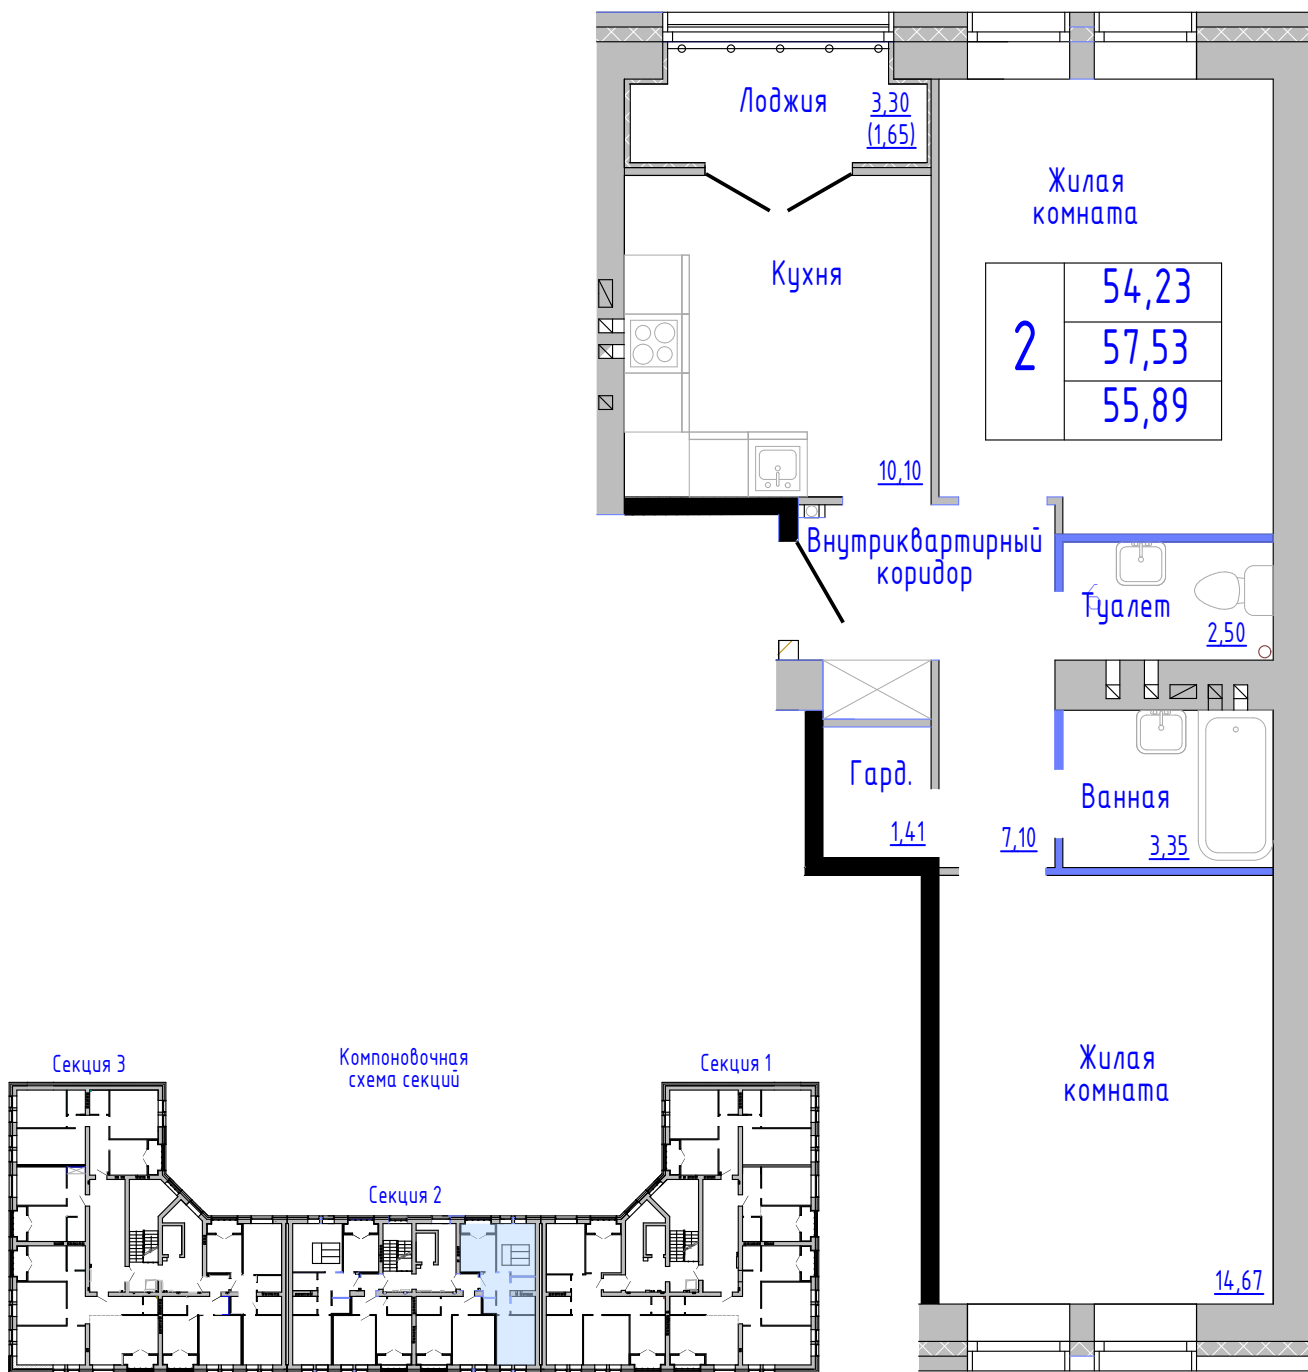 Лоджия
3,30
(1,65)
Жилая
комната
Кухня
2
54,23
57,53
55,89
10,10
Внутриквартирный
коридор
Туалет
2,50
Гард.
1,41
7,10
Ванная
3,35
Жилая
комната
14,67
Секция 3
Компоновочная
схема секций
Секция 1
Секция 2